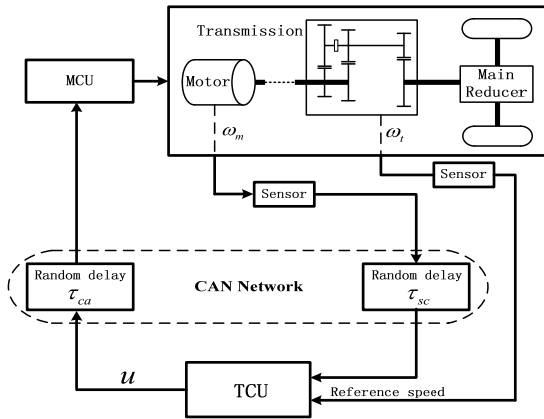 Transmission
MCU
Motor
Main
Reducer
ω_m
ω_t
Sensor
Sensor
Random delay
τ_ca
CAN Network
Random delay
τ_sc
u
TCU
Reference speed